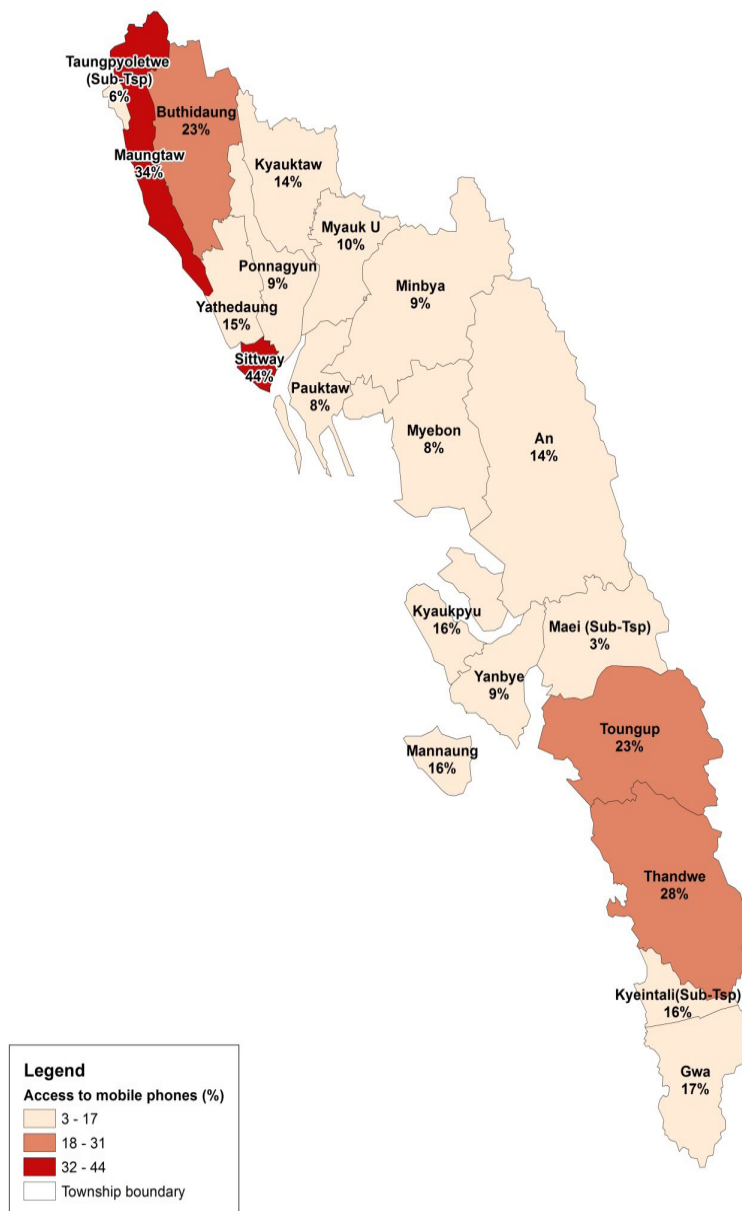 Taungpyoletwe
(Sub-Tsp)
6%
Buthidaung
23%
Maungtaw
34%
Kyauktaw
14%
Myauk U
10%
Ponnagyun
9%
Minbya
9%
Yathedaung
15%
Sittway
44%
Pauktaw
8%
Myebon
8%
An
14%
Kyaukpyu
16%
Maei (Sub-Tsp)
3%
Yanbye
9%
Toungup
23%
Mannaung
16%
Thandwe
28%
Kyeintali(Sub-Tsp)
16%
Gwa
17%
Legend
Access to mobile phones (%)
3 - 17
18 - 31
32 - 44
Township boundary